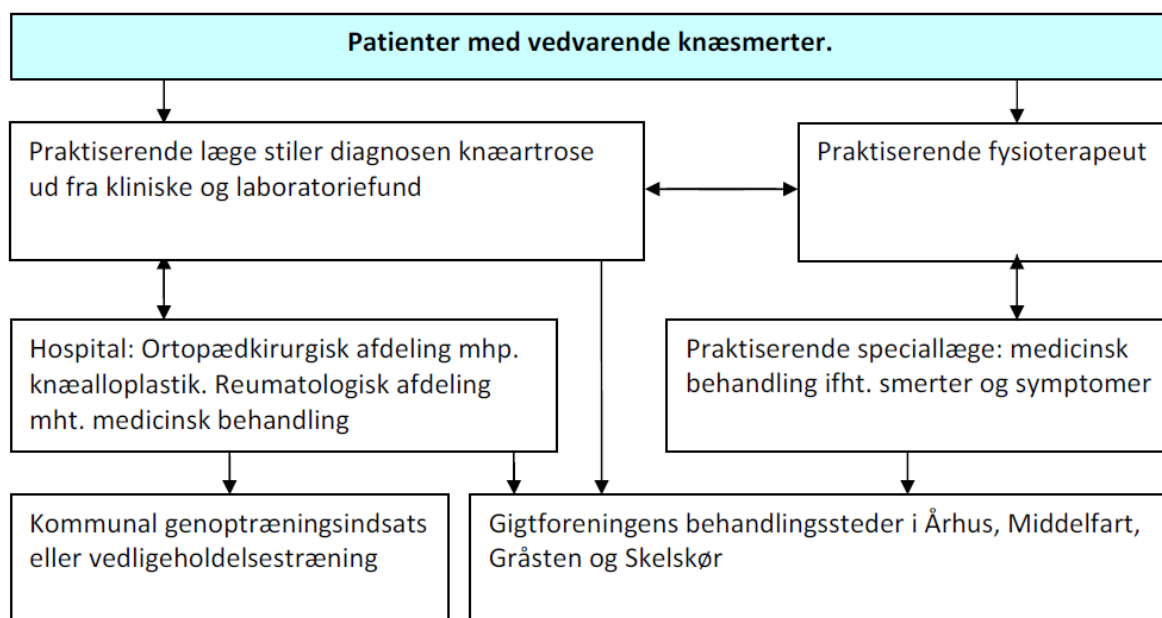 Patienter med vedvarende knæsmerter.
Praktiserende læge stiler diagnosen knæartrose
ud fra kliniske og laboratoriefund
Praktiserende fysioterapeut
Hospital: Ortopædkirurgisk afdeling mhp.
knæalloplastik. Reumatologisk afdeling
mht. medicinsk behandling
Praktiserende speciallæge: medicinsk
behandling ifht. smerter og symptomer
Kommunal genoptræningsindsats
eller vedligeholdelsestræning
Gigtforeningens behandlingssteder i Århus, Middelfart,
Gråsten og Skelskør